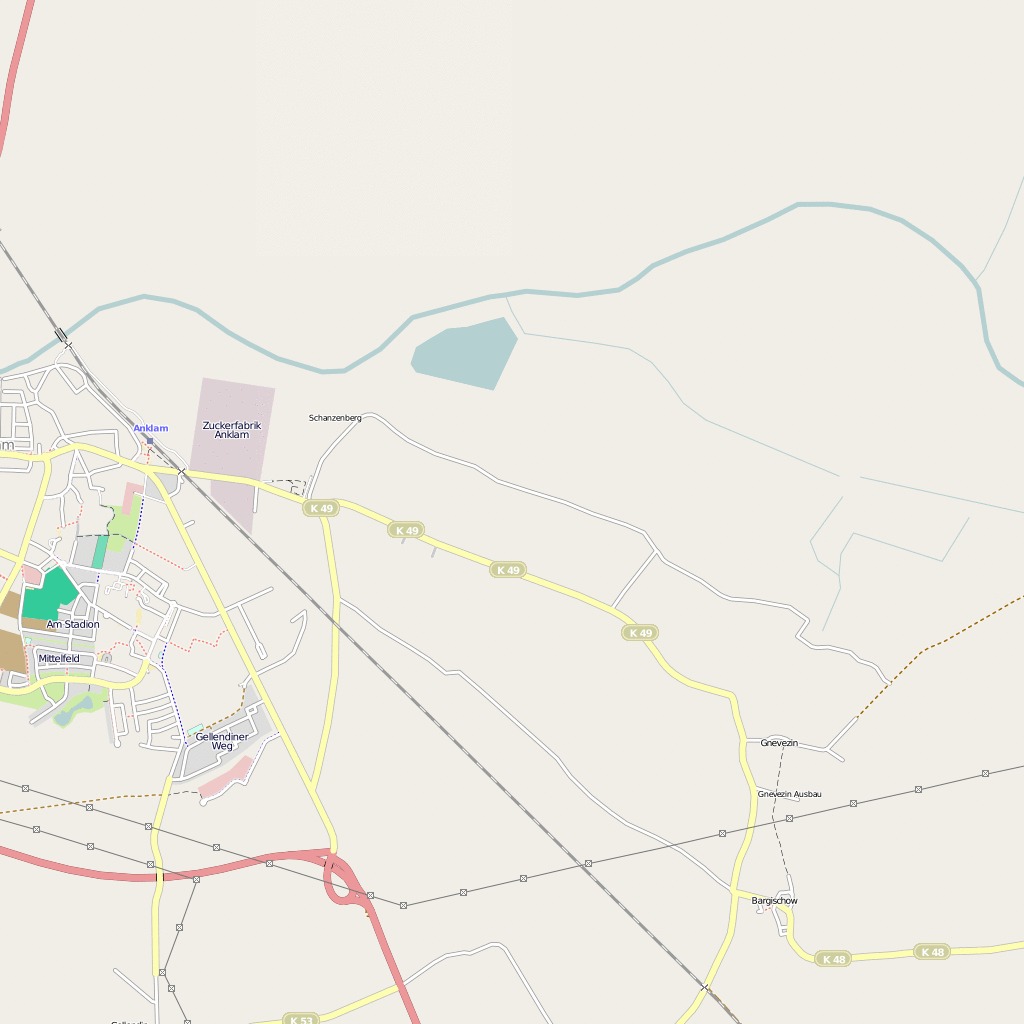 Schanzenberg
Zuckerfabrik
Anklam
Anklam
K 49
K 49
K 49
K 49
Am Stadion
Mittelfeld
Gellendiner
Weg
Gnevezin
Gnevezin Ausbau
Bargischow
K 48
K 48
K 53